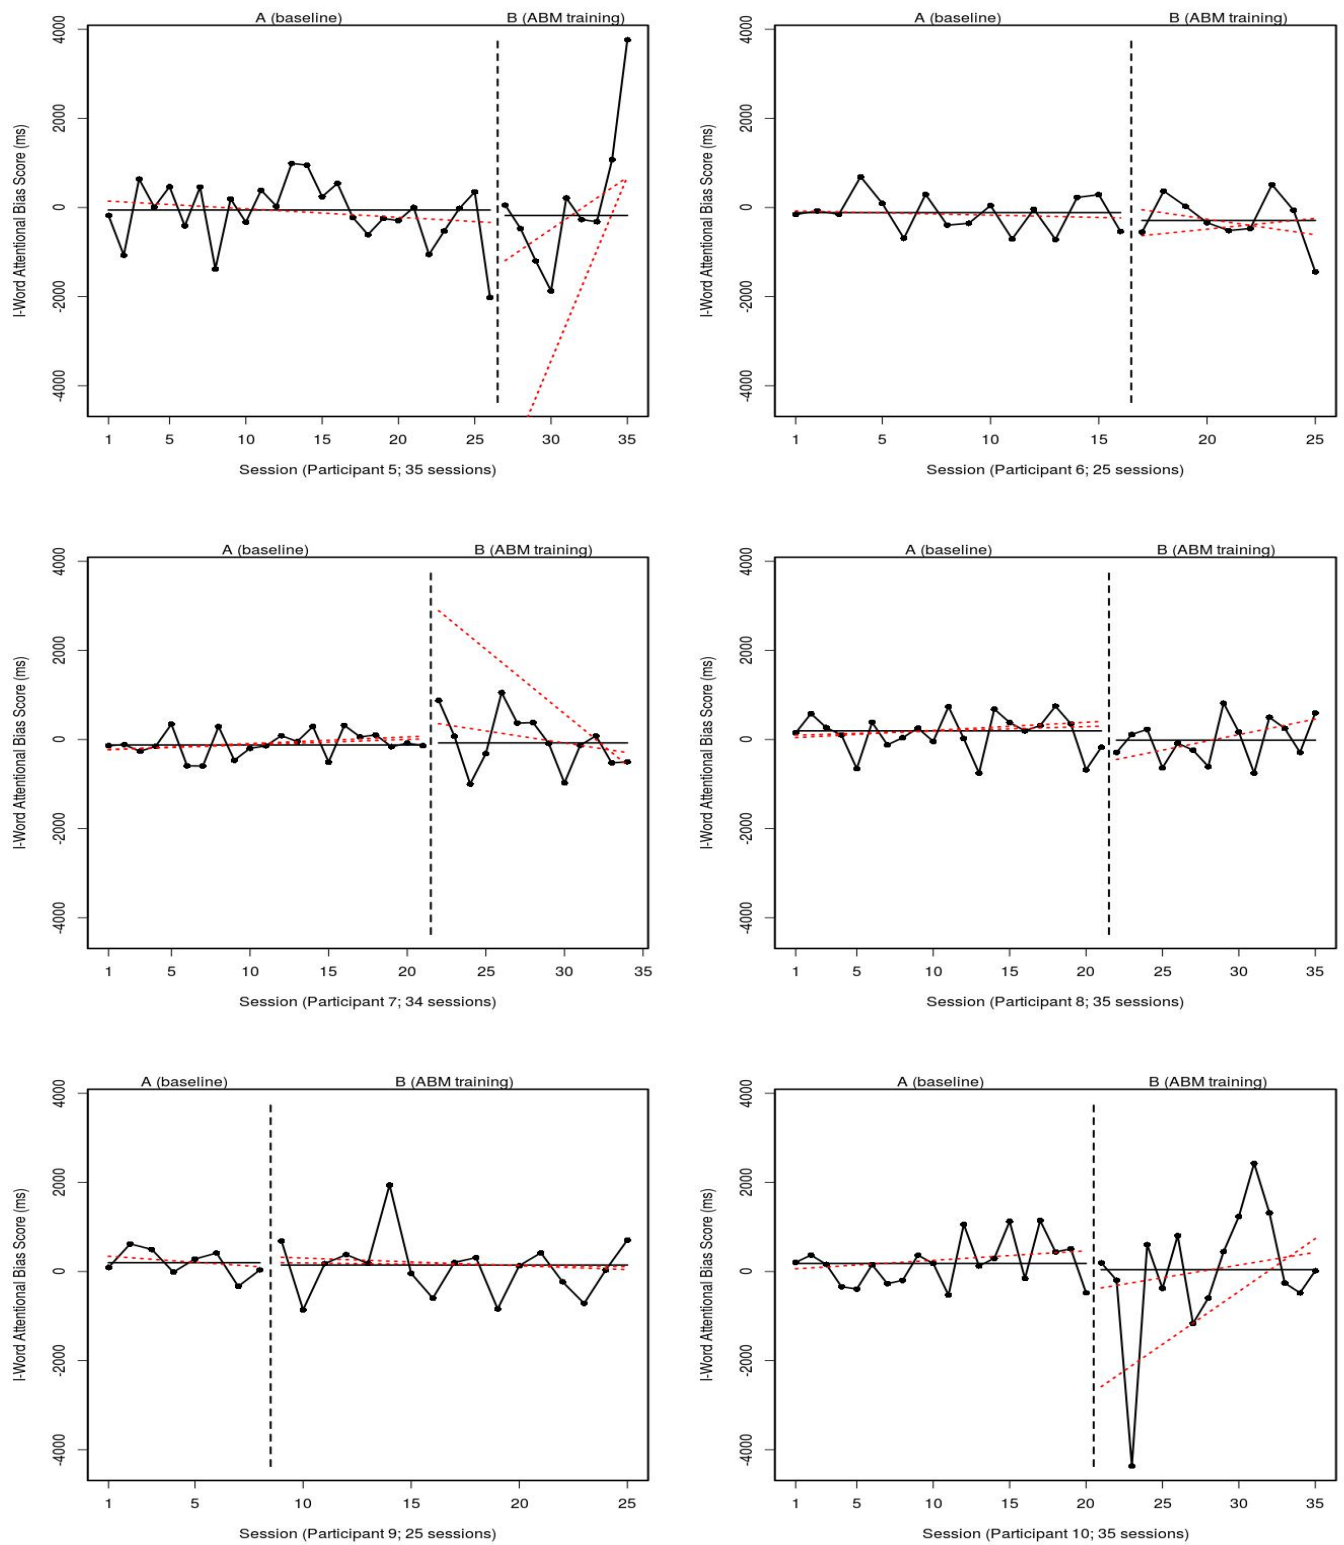 A (baseline) B (ABM training)
I-Word Attentional Bias Score (ms)
4000
2000
0
-2000
-4000
1 5 10 15 20 25 30 35
Session (Participant 5; 35 sessions)
A (baseline) B (ABM training)
I-Word Attentional Bias Score (ms)
4000
2000
0
-2000
-4000
1 5 10 15 20 25
Session (Participant 6; 25 sessions)
A (baseline) B (ABM training)
I-Word Attentional Bias Score (ms)
4000
2000
0
-2000
-4000
1 5 10 15 20 25 30 35
Session (Participant 7; 34 sessions)
A (baseline) B (ABM training)
I-Word Attentional Bias Score (ms)
4000
2000
0
-2000
-4000
1 5 10 15 20 25 30 35
Session (Participant 8; 35 sessions)
A (baseline) B (ABM training)
I-Word Attentional Bias Score (ms)
4000
2000
0
-2000
-4000
1 5 10 15 20 25
Session (Participant 9; 25 sessions)
A (baseline) B (ABM training)
I-Word Attentional Bias Score (ms)
4000
2000
0
-2000
-4000
1 5 10 15 20 25 30 35
Session (Participant 10; 35 sessions)